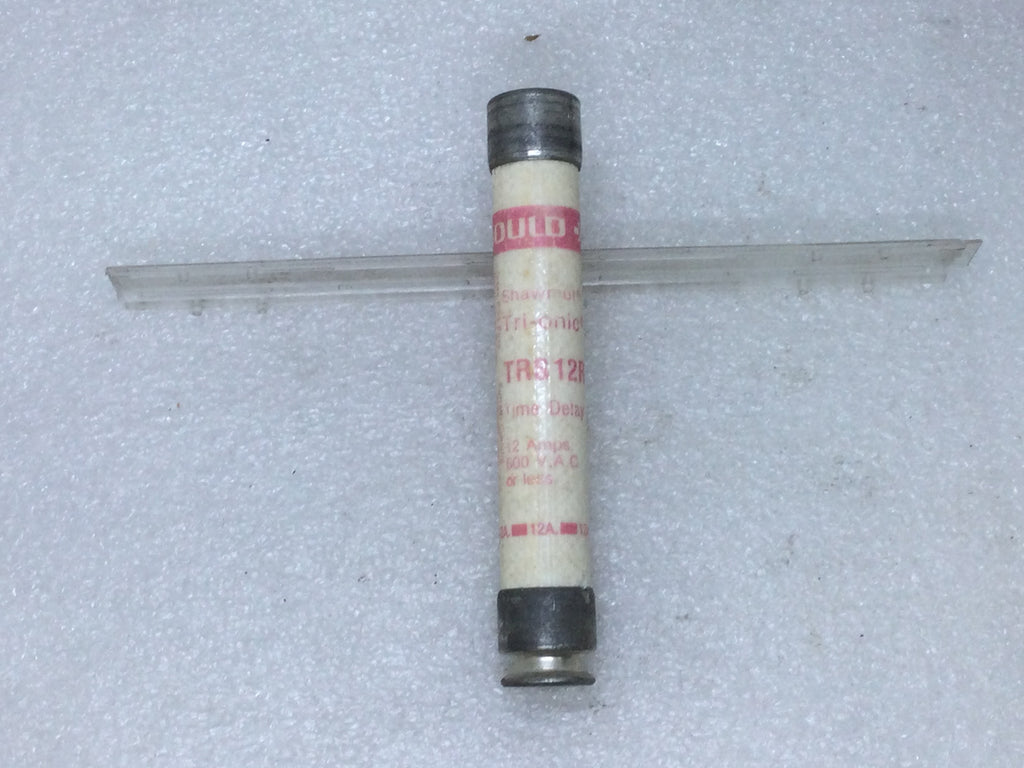 OULD
Shawmut
Tri-onic
TRS12R
Time Delay
12 Amps.
600 V.A.C.
or less.
12A.